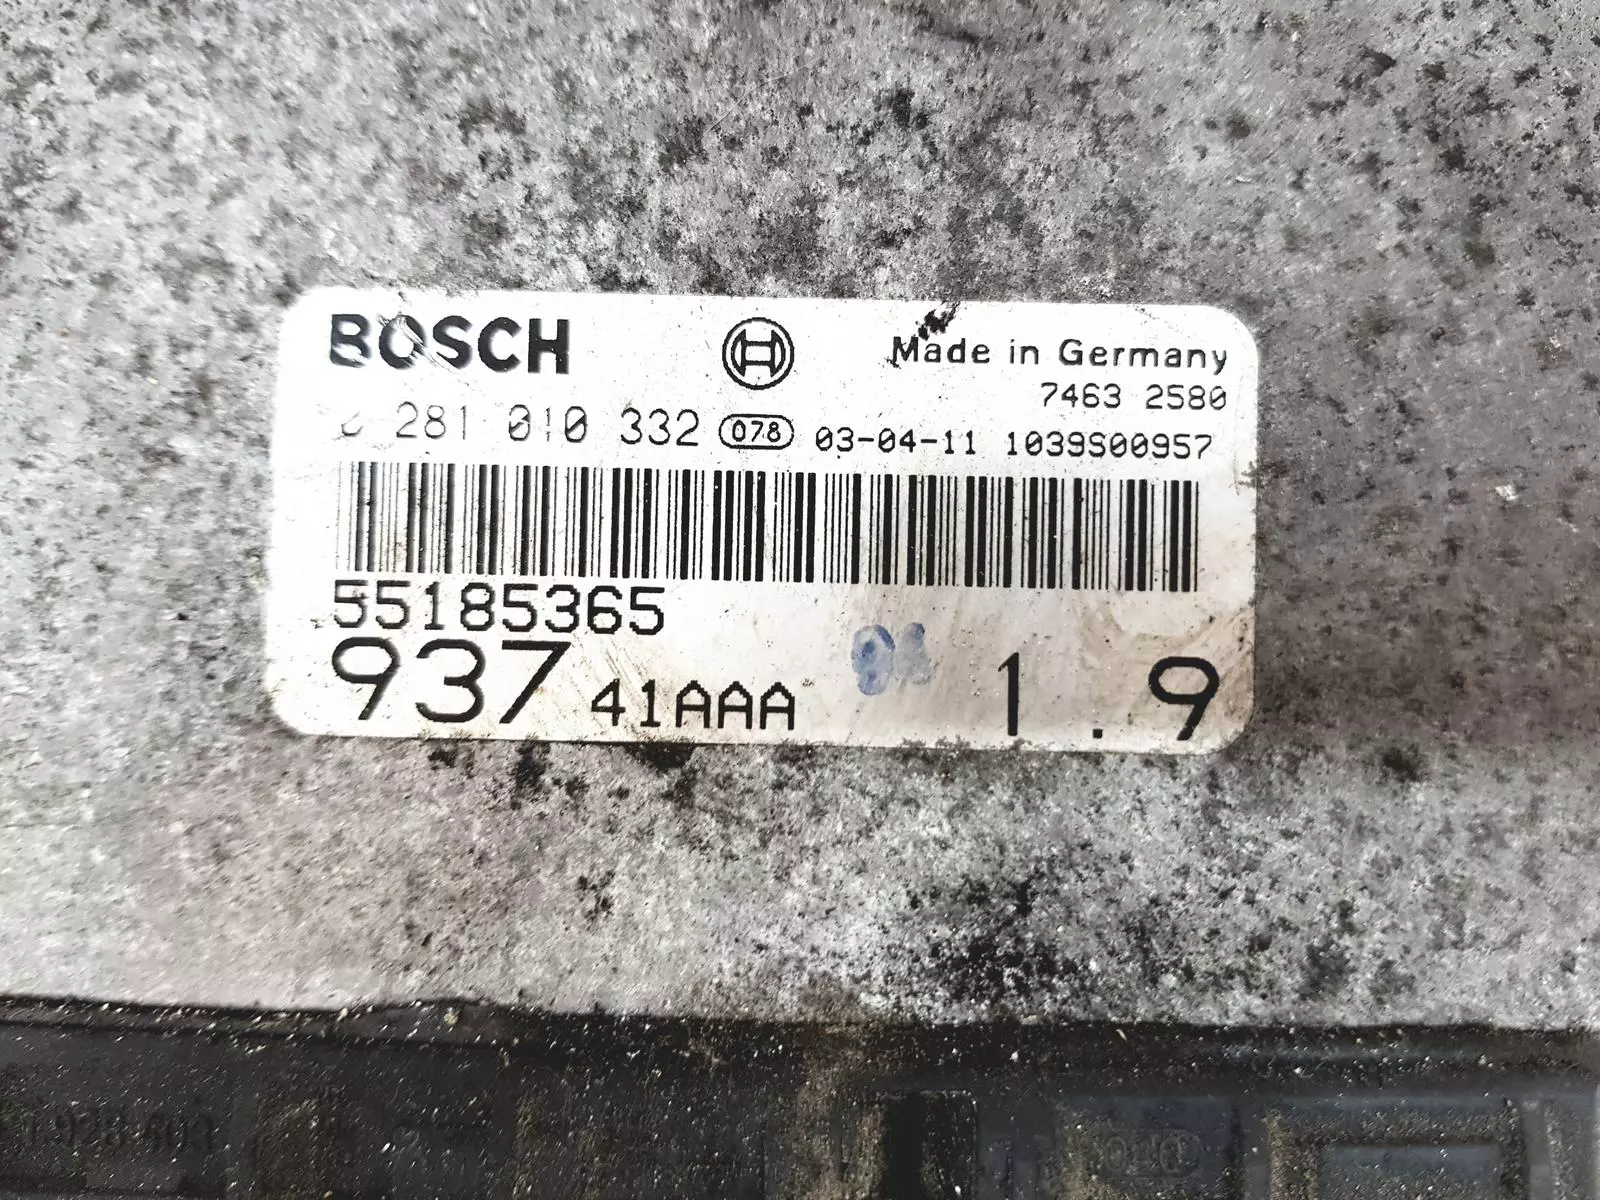 BOSCH
Made in Germany
7463 2580
281 010 332 078 03-04-11 1039S00957
55185365
937 41AAA 1.9